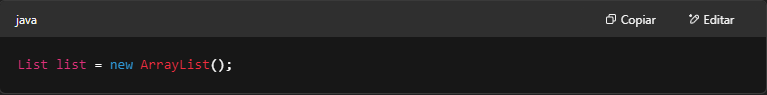 java
Copiar
Editar
List list = new ArrayList();